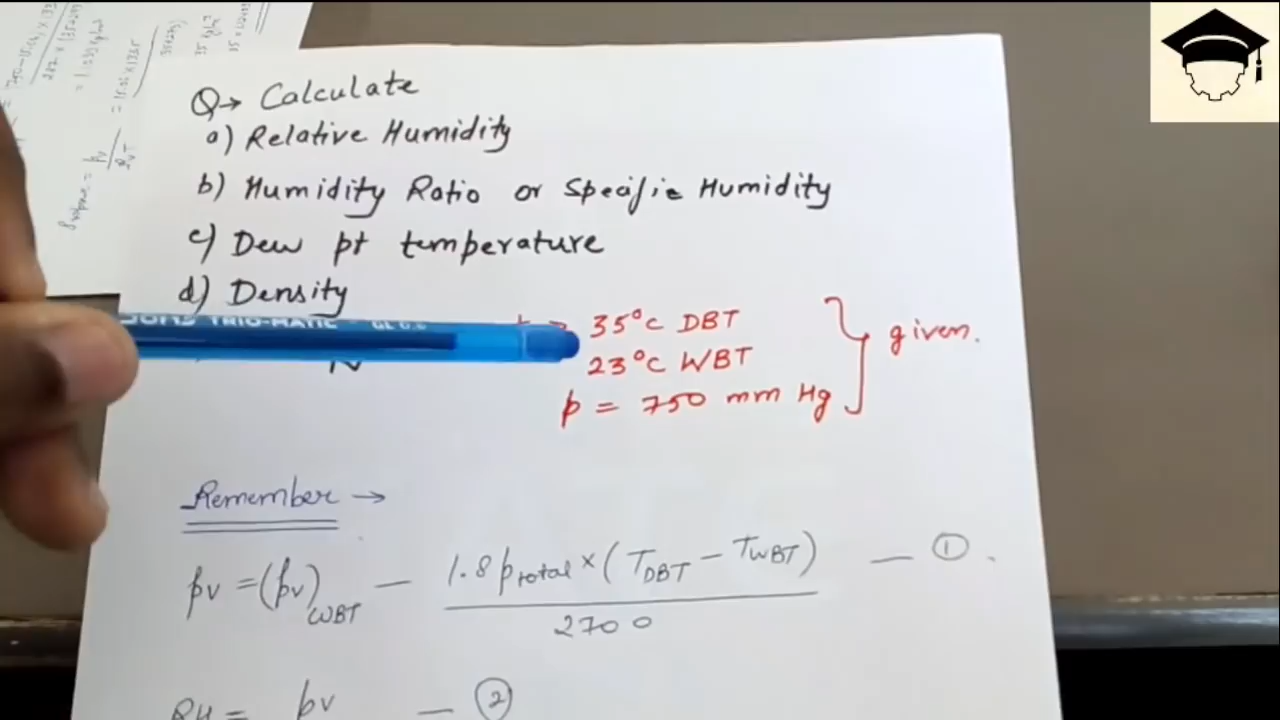 Q→ Calculate
a) Relative Humidity
b) Humidity Ratio or Specific Humidity
c) Dew pt temperature
d) Density
35°C DBT
23°C WBT
p = 750 mm Hg
given.
Remember →
pv = (pv)WBT − 1.8 ptotal × (TDBT − TWBT) / 2700 — ①.
RH = pv — ②